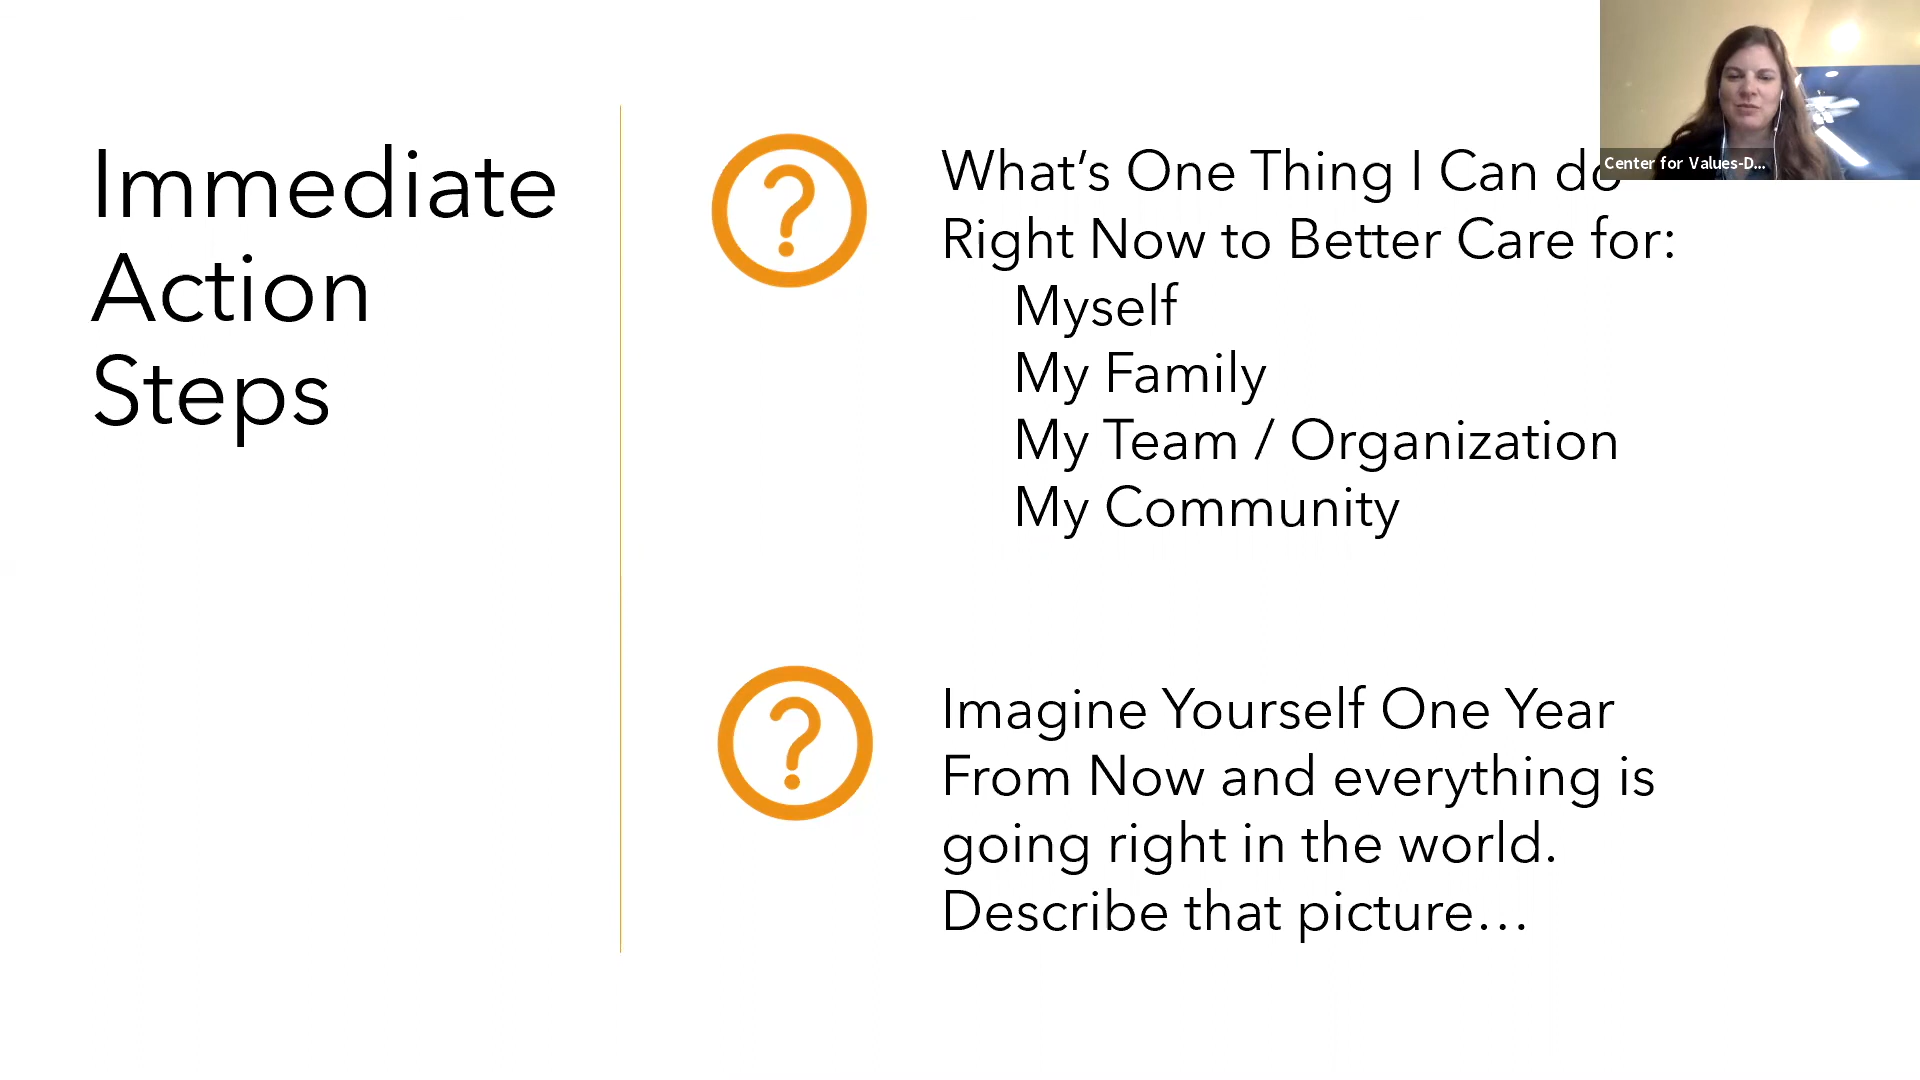 Immediate
Action
Steps
What's One Thing I Can do
Right Now to Better Care for:
Myself
My Family
My Team / Organization
My Community
Imagine Yourself One Year
From Now and everything is
going right in the world.
Describe that picture…
Center for Values-D...